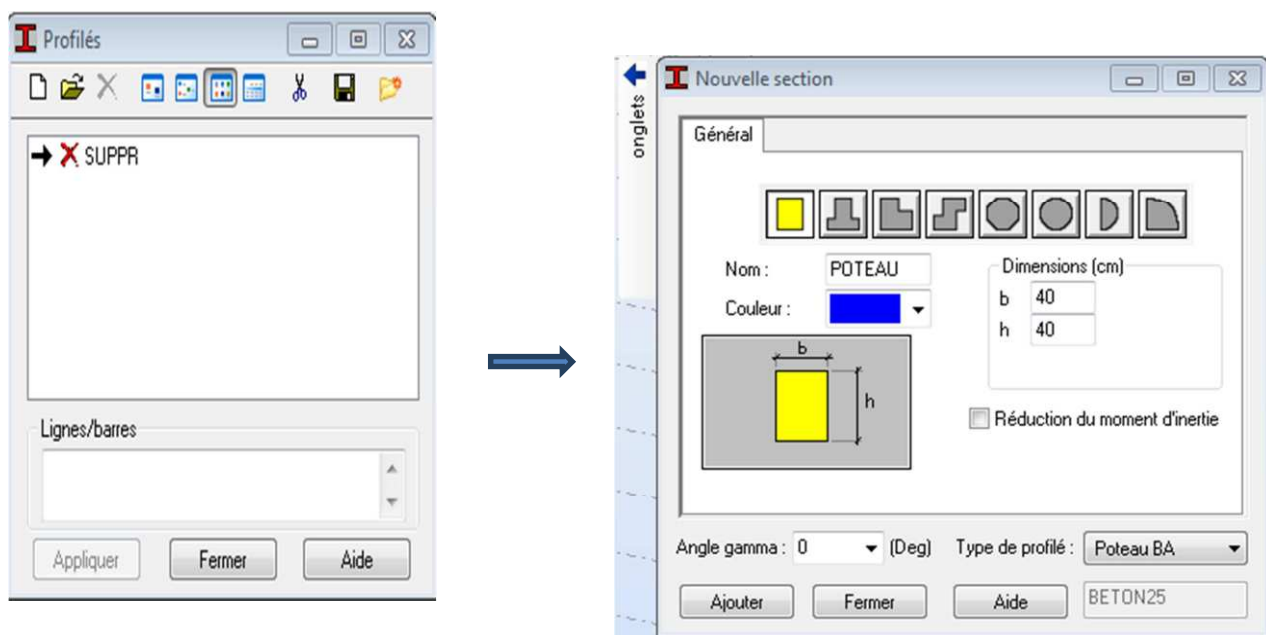 Profilés
SUPPR
Lignes/barres
Appliquer Fermer Aide
onglets
Nouvelle section
Général
Nom : POTEAU
Couleur :
Dimensions (cm)
b 40
h 40
b
h
Réduction du moment d'inertie
Angle gamma : 0 (Deg) Type de profilé : Poteau BA
Ajouter Fermer Aide BETON25